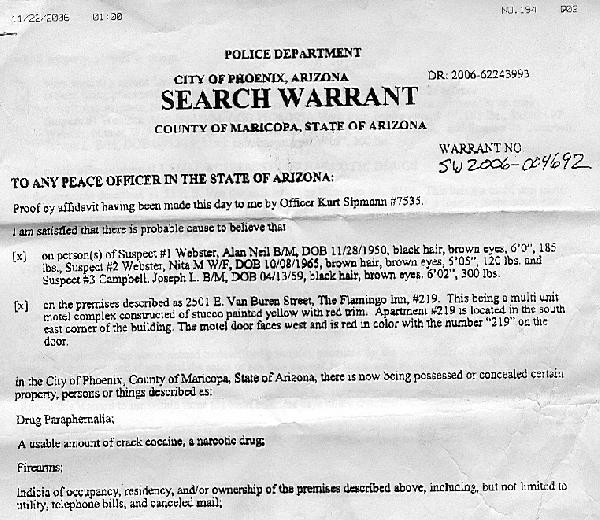 11/22/2006 01:00 NO.194 P02
POLICE DEPARTMENT
CITY OF PHOENIX, ARIZONA DR: 2006-62243993
SEARCH WARRANT
COUNTY OF MARICOPA, STATE OF ARIZONA
WARRANT NO
SW2006-004692
TO ANY PEACE OFFICER IN THE STATE OF ARIZONA:
Proof by affidavit having been made this day to me by Officer Kurt Sipmann #7535.
I am satisfied that there is probable cause to believe that
[x] on person(s) of Suspect #1 Webster, Alan Neil B/M, DOB 11/28/1950, black hair, brown eyes, 6'0", 185
lbs., Suspect #2 Webster, Nita M W/F, DOB 10/08/1965, brown hair, brown eyes, 5'05", 120 lbs. and
Suspect #3 Campbell, Joseph L. B/M, DOB 04/13/59, black hair, brown eyes. 6'02", 300 lbs.
[x] on the premises described as 2501 E. Van Buren Street, The Flamingo Inn, #219. This being a multi unit
motel complex constructed of stucco painted yellow with red trim. Apartment #219 is located in the south
east corner of the building. The motel door faces west and is red in color with the number "219" on the
door.
in the City of Phoenix, County of Maricopa, State of Arizona, there is now being possessed or concealed certain
property, persons or things described as:
Drug Paraphernalia;
A usable amount of crack cocaine, a narcotic drug;
Firearms;
Indicia of occupancy, residency, and/or ownership of the premises described above, including, but not limited to
utility, telephone bills, and canceled mail;